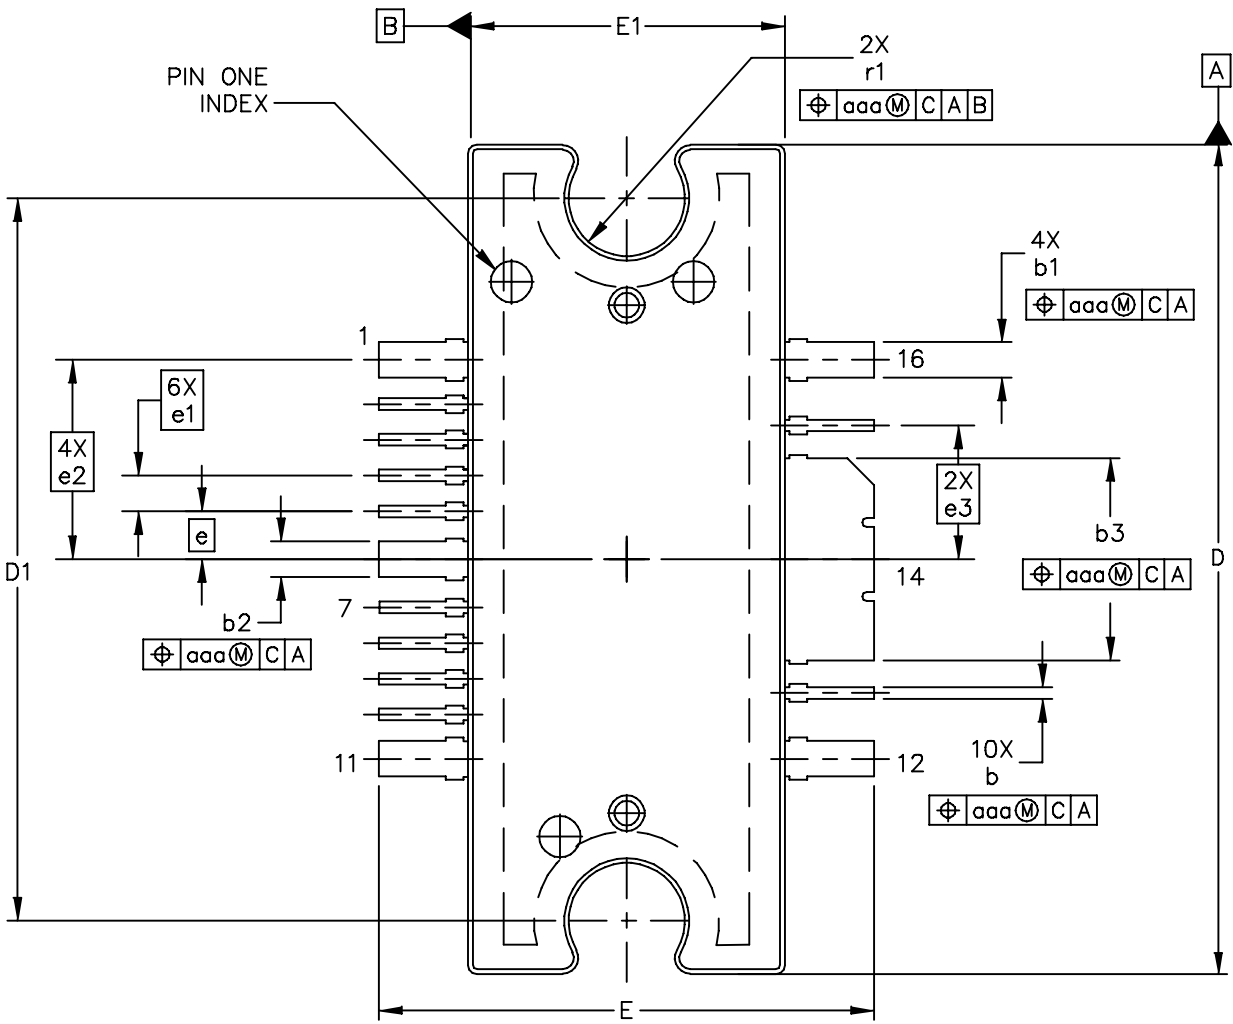 B
E1
2X
r1
⌖ aaa Ⓜ C A B
A
PIN ONE
INDEX
4X
b1
⌖ aaa Ⓜ C A
1
16
6X
e1
4X
e2
2X
e3
e
b3
⌖ aaa Ⓜ C A
D1
D
14
7
b2
⌖ aaa Ⓜ C A
11
12
10X
b
⌖ aaa Ⓜ C A
E